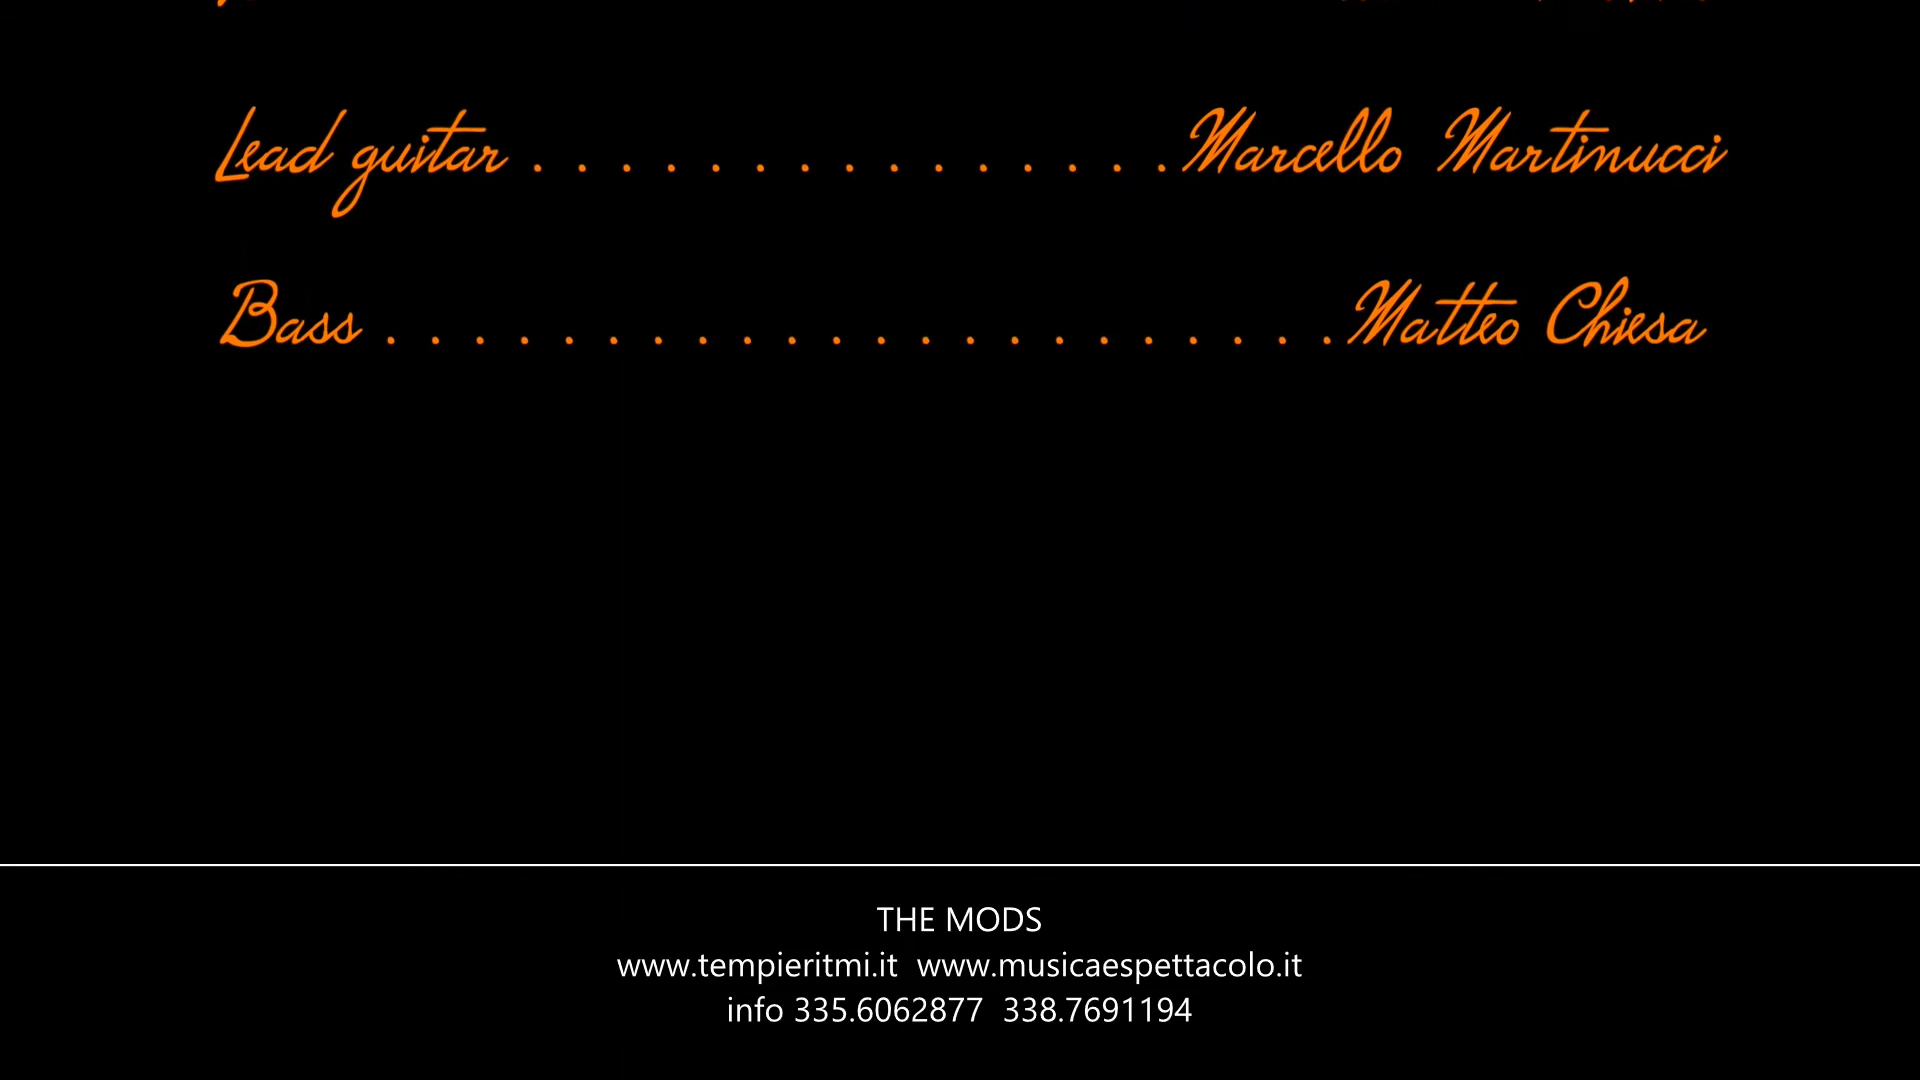 Lead guitar . . . . . . . . . . . . . . . Marcello Martinucci
Bass . . . . . . . . . . . . . . . . . . . . . . Matteo Chiesa
THE MODS
www.tempieritmi.it www.musicaespettacolo.it
info 335.6062877 338.7691194